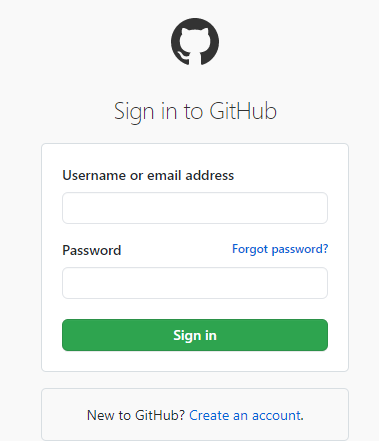 Sign in to GitHub
Username or email address
Password Forgot password?
Sign in
New to GitHub? Create an account.